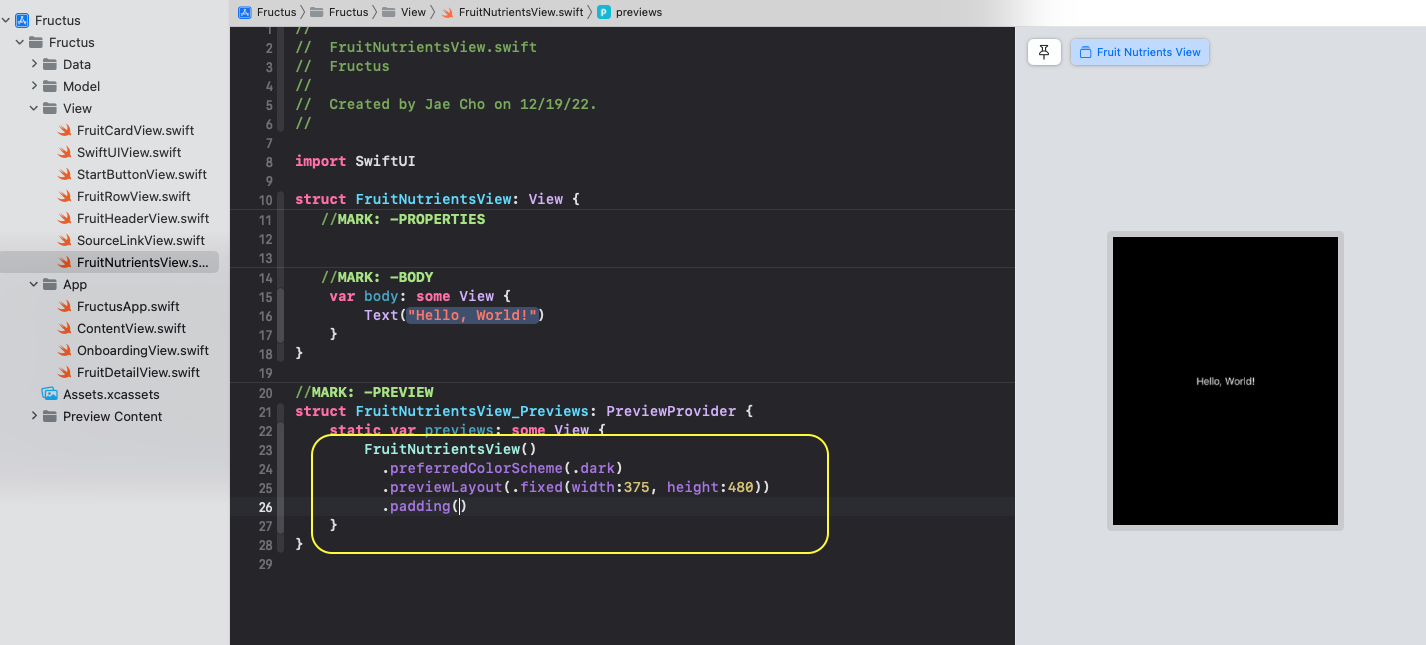 Fructus
Fructus
Data
Model
View
FruitCardView.swift
SwiftUIView.swift
StartButtonView.swift
FruitRowView.swift
FruitHeaderView.swift
SourceLinkView.swift
FruitNutrientsView.s...
App
FructusApp.swift
ContentView.swift
OnboardingView.swift
FruitDetailView.swift
Assets.xcassets
Preview Content
Fructus 〉 Fructus 〉 View 〉 FruitNutrientsView.swift 〉 P previews
1 //
2 //  FruitNutrientsView.swift
3 //  Fructus
4 //
5 //  Created by Jae Cho on 12/19/22.
6 //
7
8 import SwiftUI
9
10 struct FruitNutrientsView: View {
11    //MARK: -PROPERTIES
12
13
14    //MARK: -BODY
15     var body: some View {
16         Text("Hello, World!")
17     }
18 }
19
20 //MARK: -PREVIEW
21 struct FruitNutrientsView_Previews: PreviewProvider {
22     static var previews: some View {
23         FruitNutrientsView()
24           .preferredColorScheme(.dark)
25           .previewLayout(.fixed(width:375, height:480))
26           .padding()
27     }
28 }
29
Fruit Nutrients View
Hello, World!